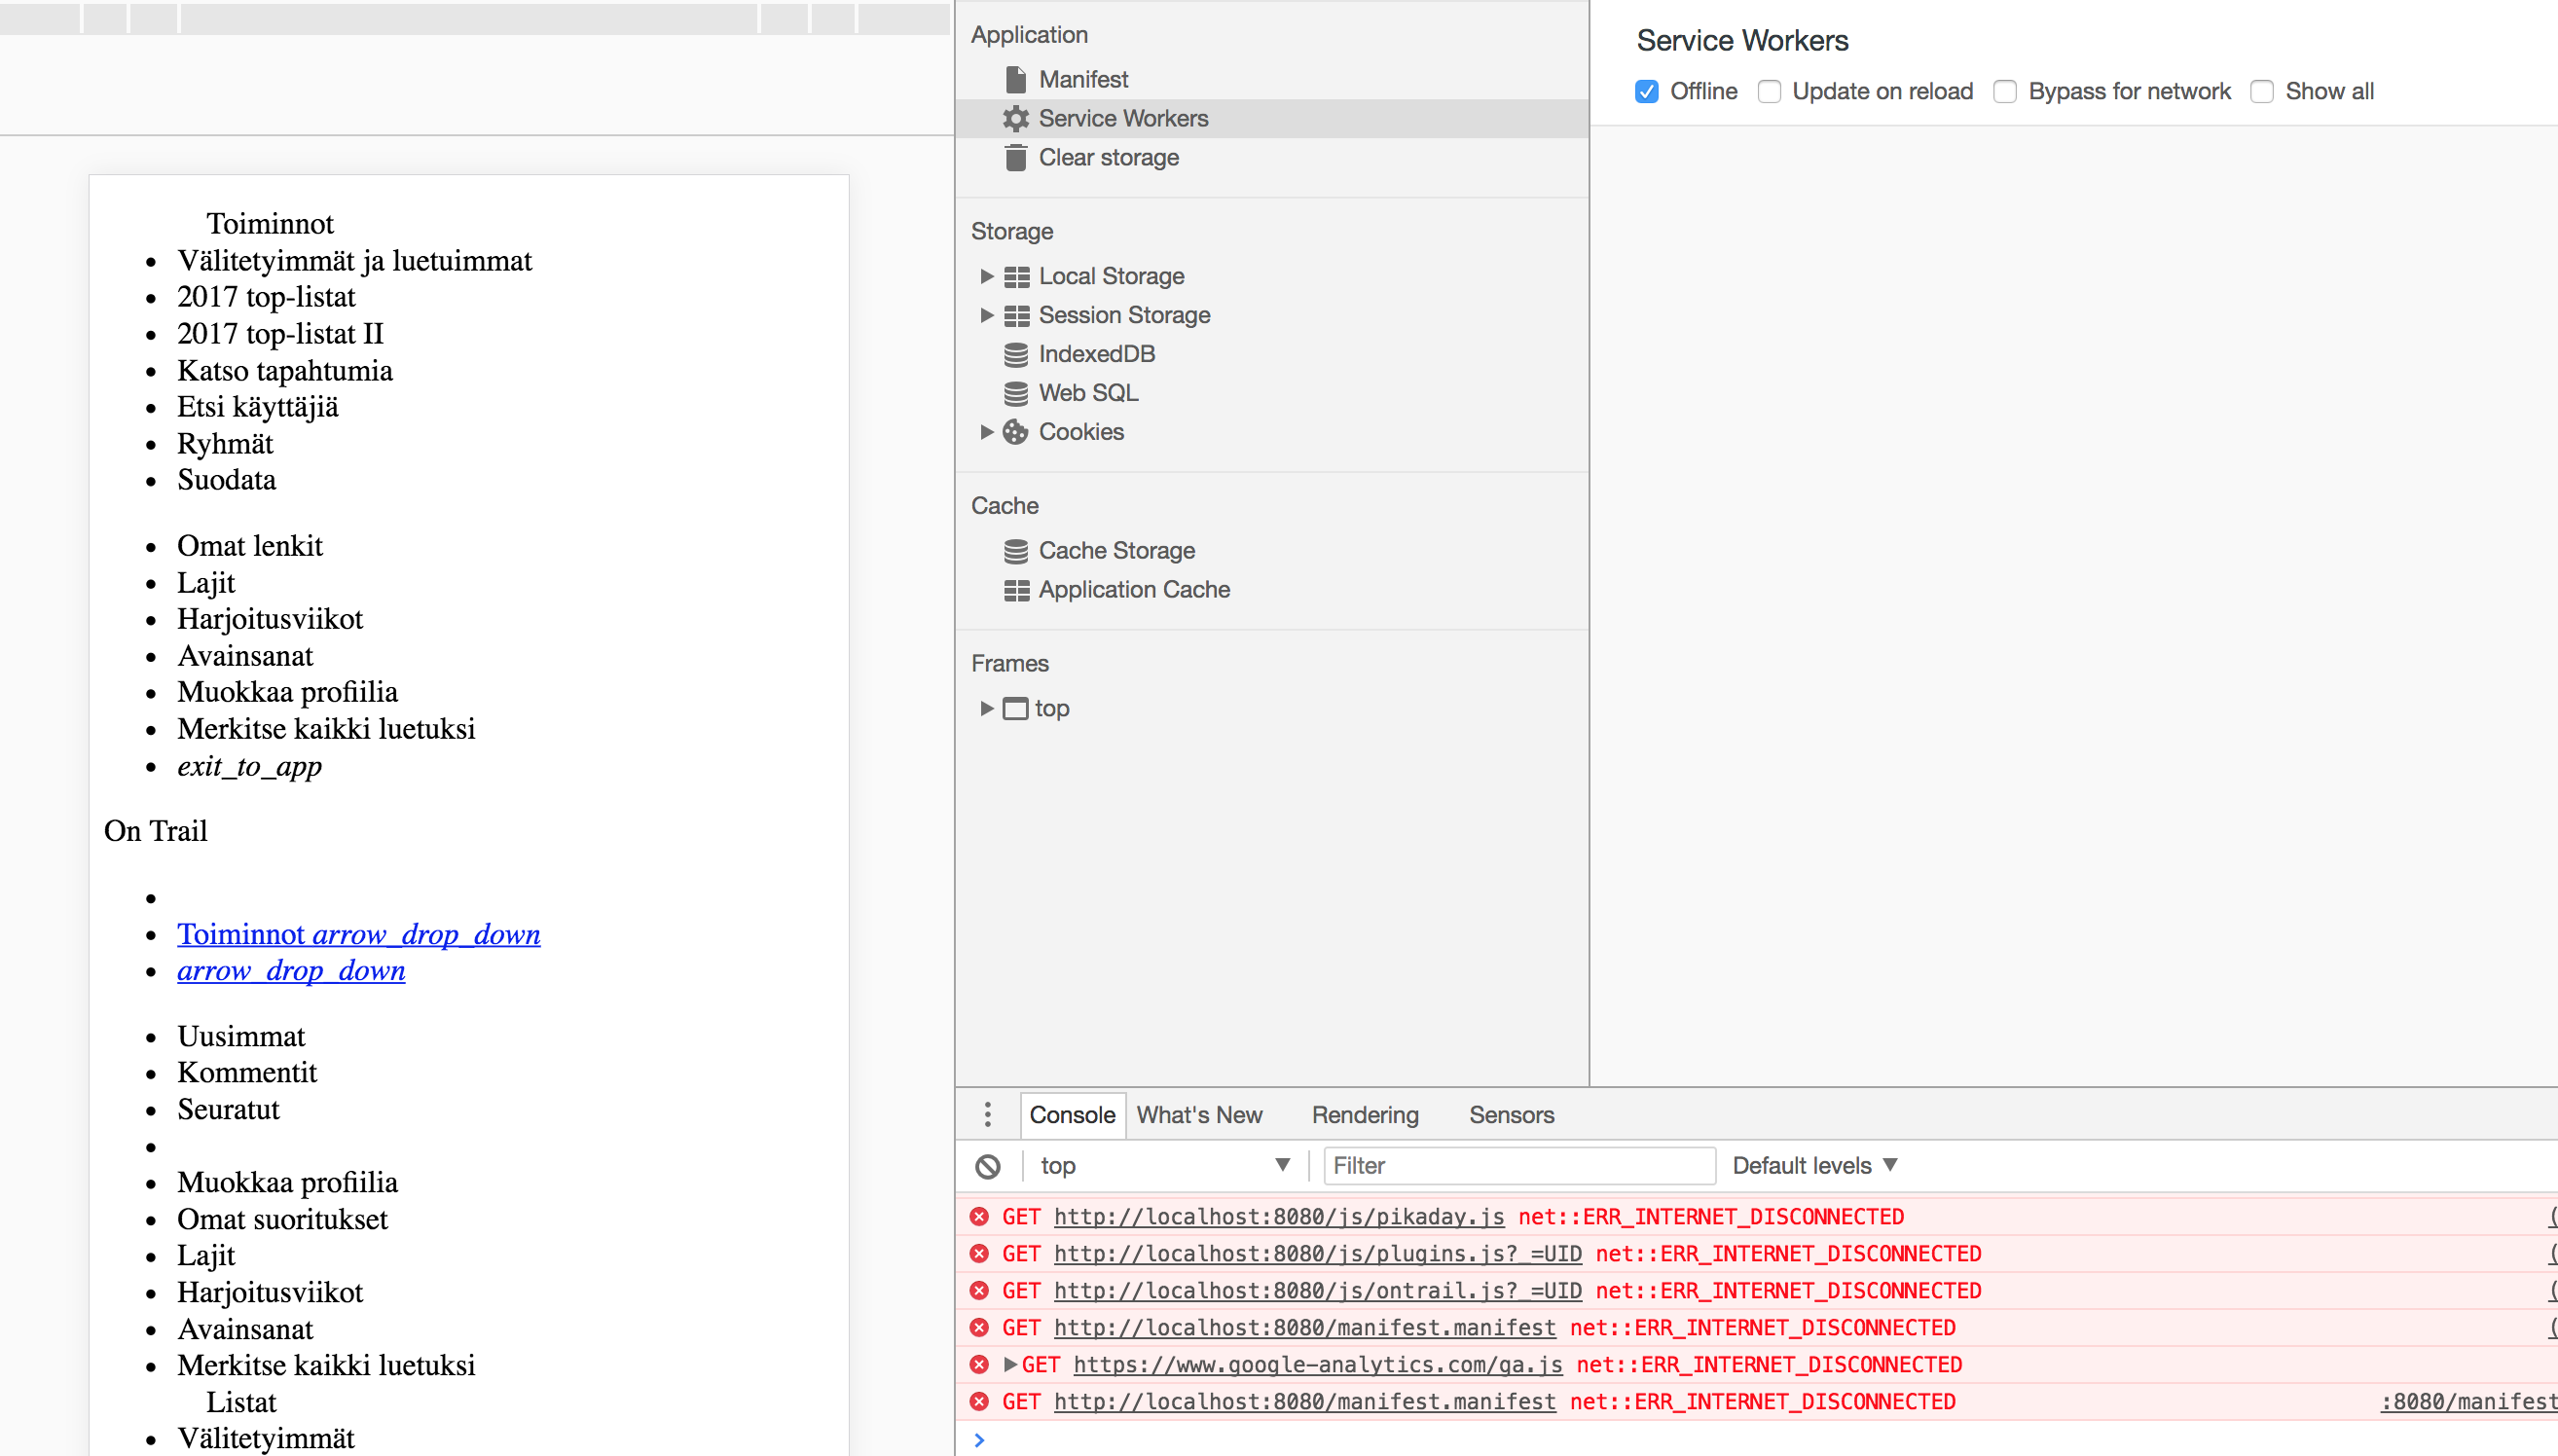 Toiminnot
Välitetyimmät ja luetuimmat
2017 top-listat
2017 top-listat II
Katso tapahtumia
Etsi käyttäjiä
Ryhmät
Suodata
Omat lenkit
Lajit
Harjoitusviikot
Avainsanat
Muokkaa profiilia
Merkitse kaikki luetuksi
exit_to_app
On Trail
Toiminnot arrow_drop_down
arrow_drop_down
Uusimmat
Kommentit
Seuratut
Muokkaa profiilia
Omat suoritukset
Lajit
Harjoitusviikot
Avainsanat
Merkitse kaikki luetuksi
Listat
Välitetyimmät
Application
Manifest
Service Workers
Clear storage
Storage
Local Storage
Session Storage
IndexedDB
Web SQL
Cookies
Cache
Cache Storage
Application Cache
Frames
top
Service Workers
Offline Update on reload Bypass for network Show all
Console What's New Rendering Sensors
top Filter Default levels
GET http://localhost:8080/js/pikaday.js net::ERR_INTERNET_DISCONNECTED (
GET http://localhost:8080/js/plugins.js?_=UID net::ERR_INTERNET_DISCONNECTED (
GET http://localhost:8080/js/ontrail.js?_=UID net::ERR_INTERNET_DISCONNECTED (
GET http://localhost:8080/manifest.manifest net::ERR_INTERNET_DISCONNECTED (
GET https://www.google-analytics.com/ga.js net::ERR_INTERNET_DISCONNECTED
GET http://localhost:8080/manifest.manifest net::ERR_INTERNET_DISCONNECTED :8080/manifest